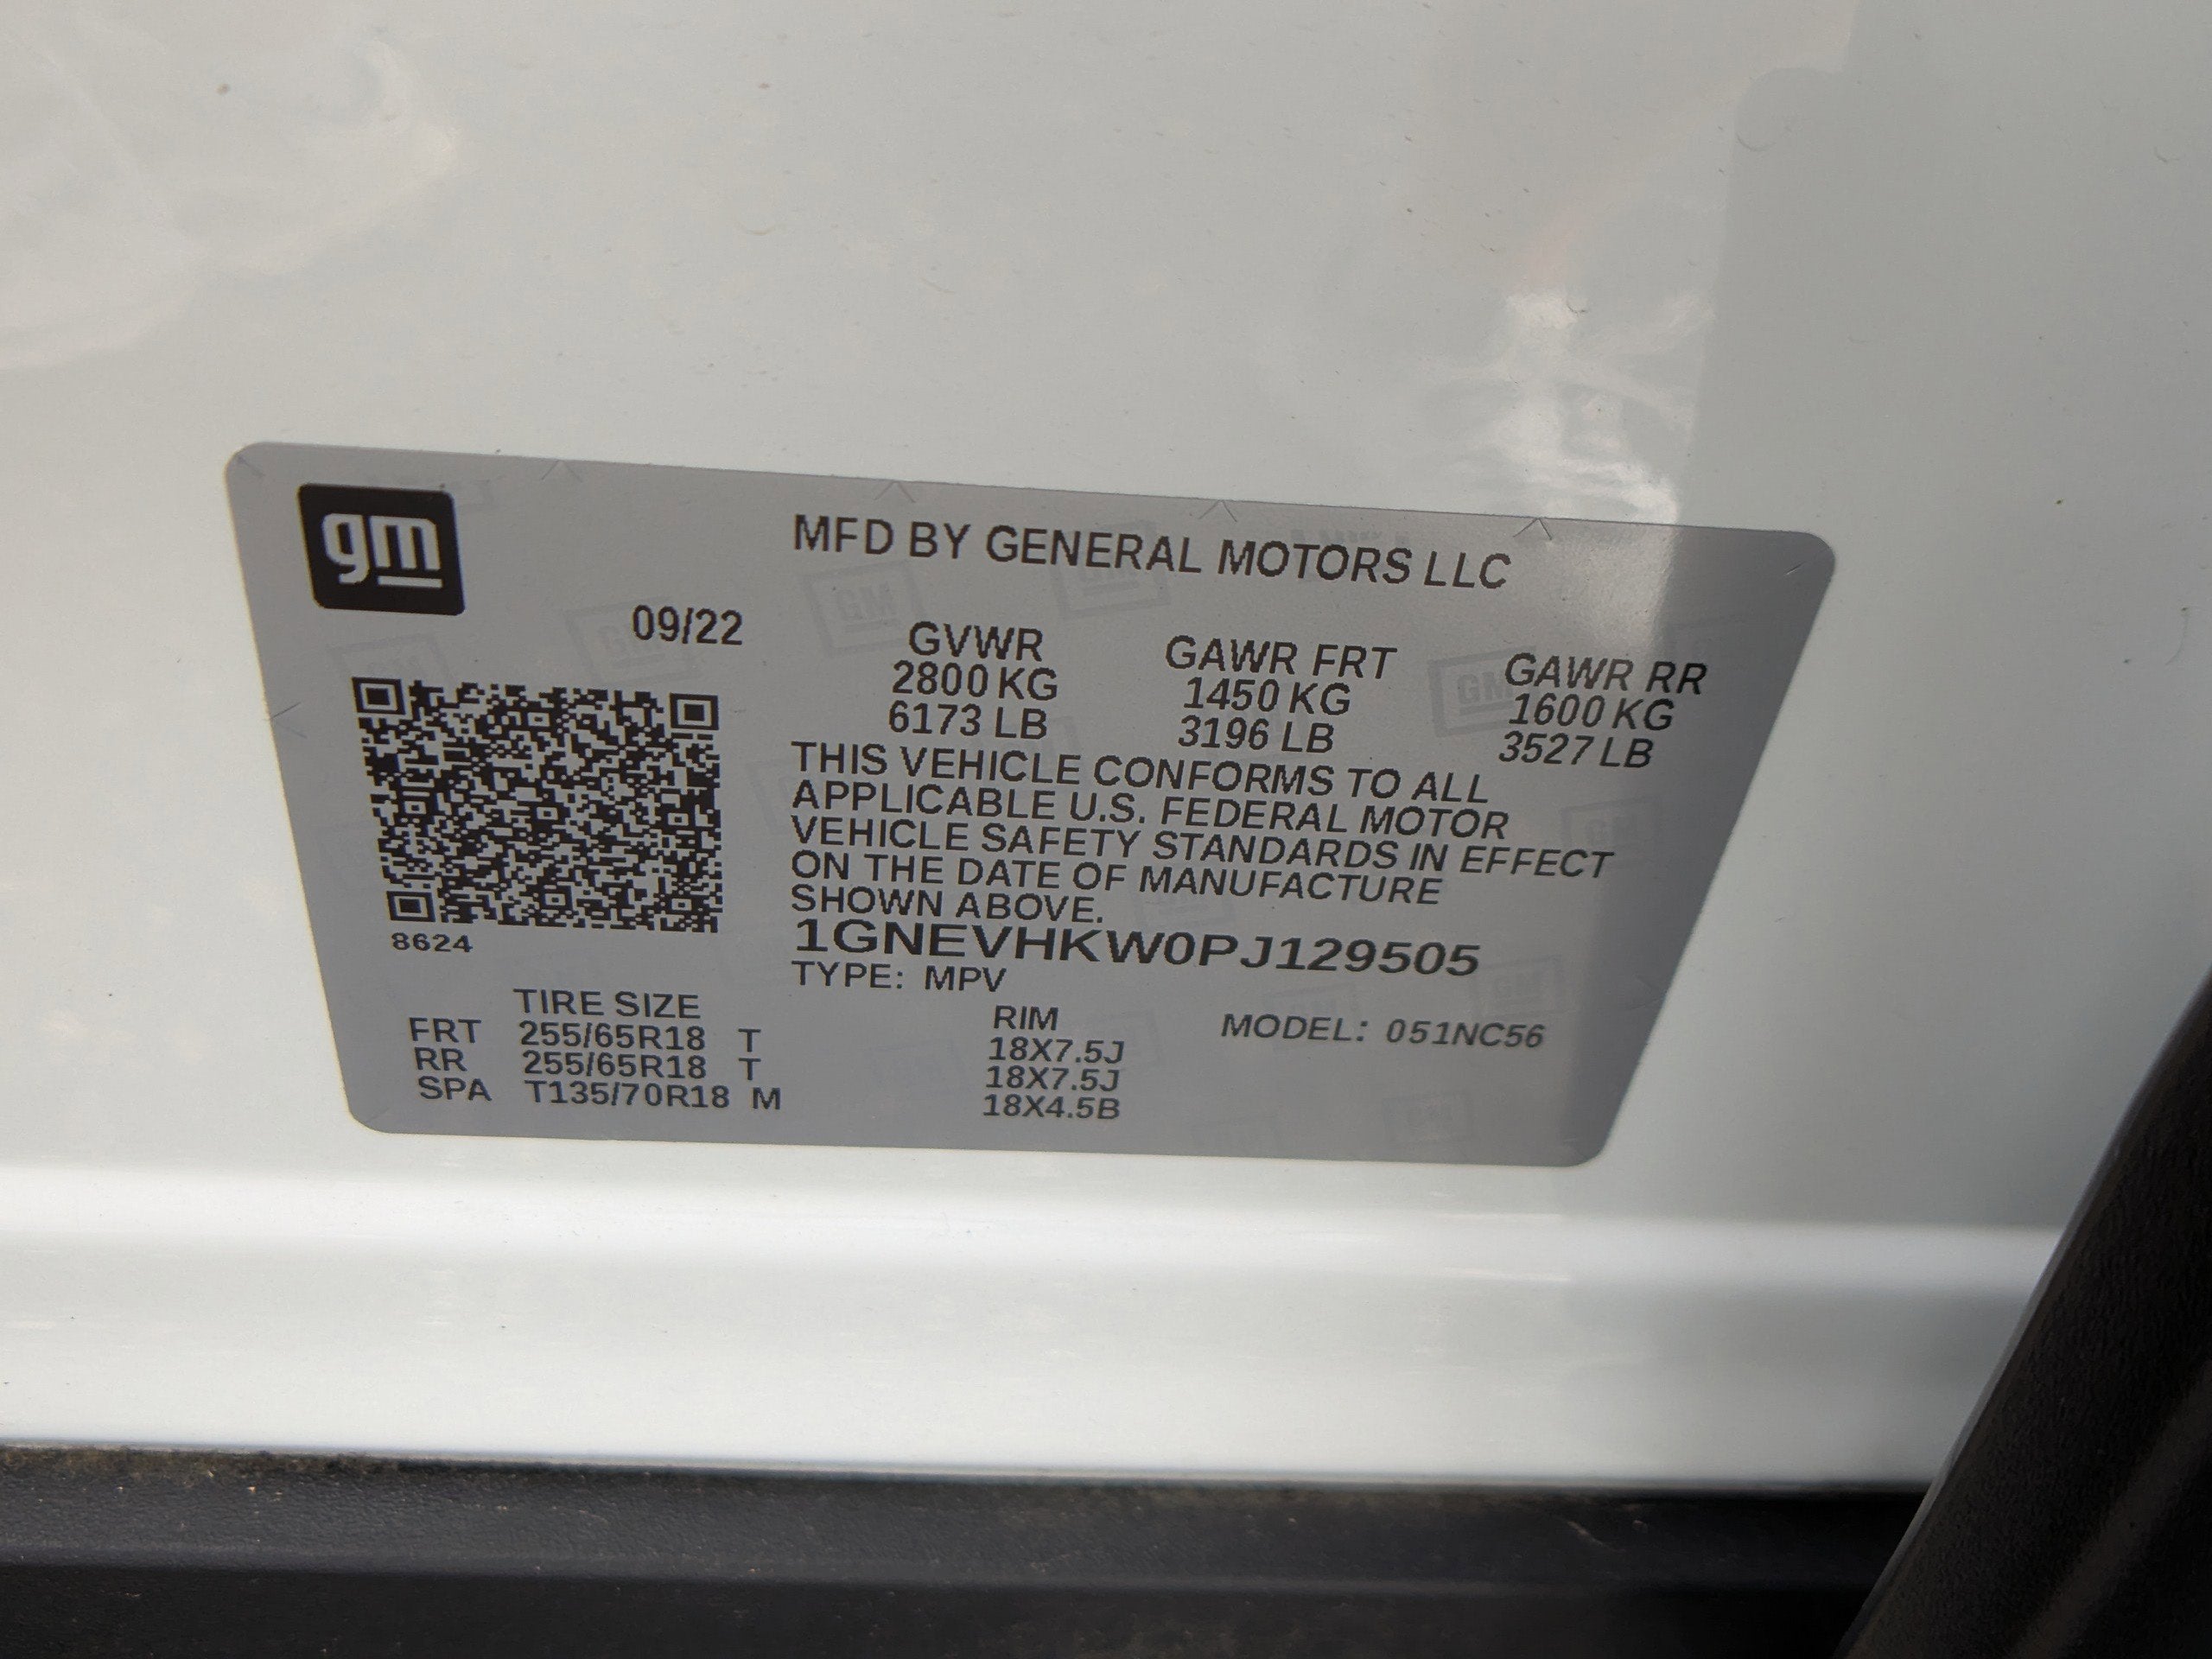 gm
MFD BY GENERAL MOTORS LLC
09/22
GVWR GAWR FRT GAWR RR
2800 KG 1450 KG 1600 KG
6173 LB 3196 LB 3527 LB
THIS VEHICLE CONFORMS TO ALL
APPLICABLE U.S. FEDERAL MOTOR
VEHICLE SAFETY STANDARDS IN EFFECT
ON THE DATE OF MANUFACTURE
SHOWN ABOVE.
8624
1GNEVHKW0PJ129505
TYPE: MPV
TIRE SIZE RIM MODEL: 051NC56
FRT 255/65R18 T 18X7.5J
RR 255/65R18 T 18X7.5J
SPA T135/70R18 M 18X4.5B